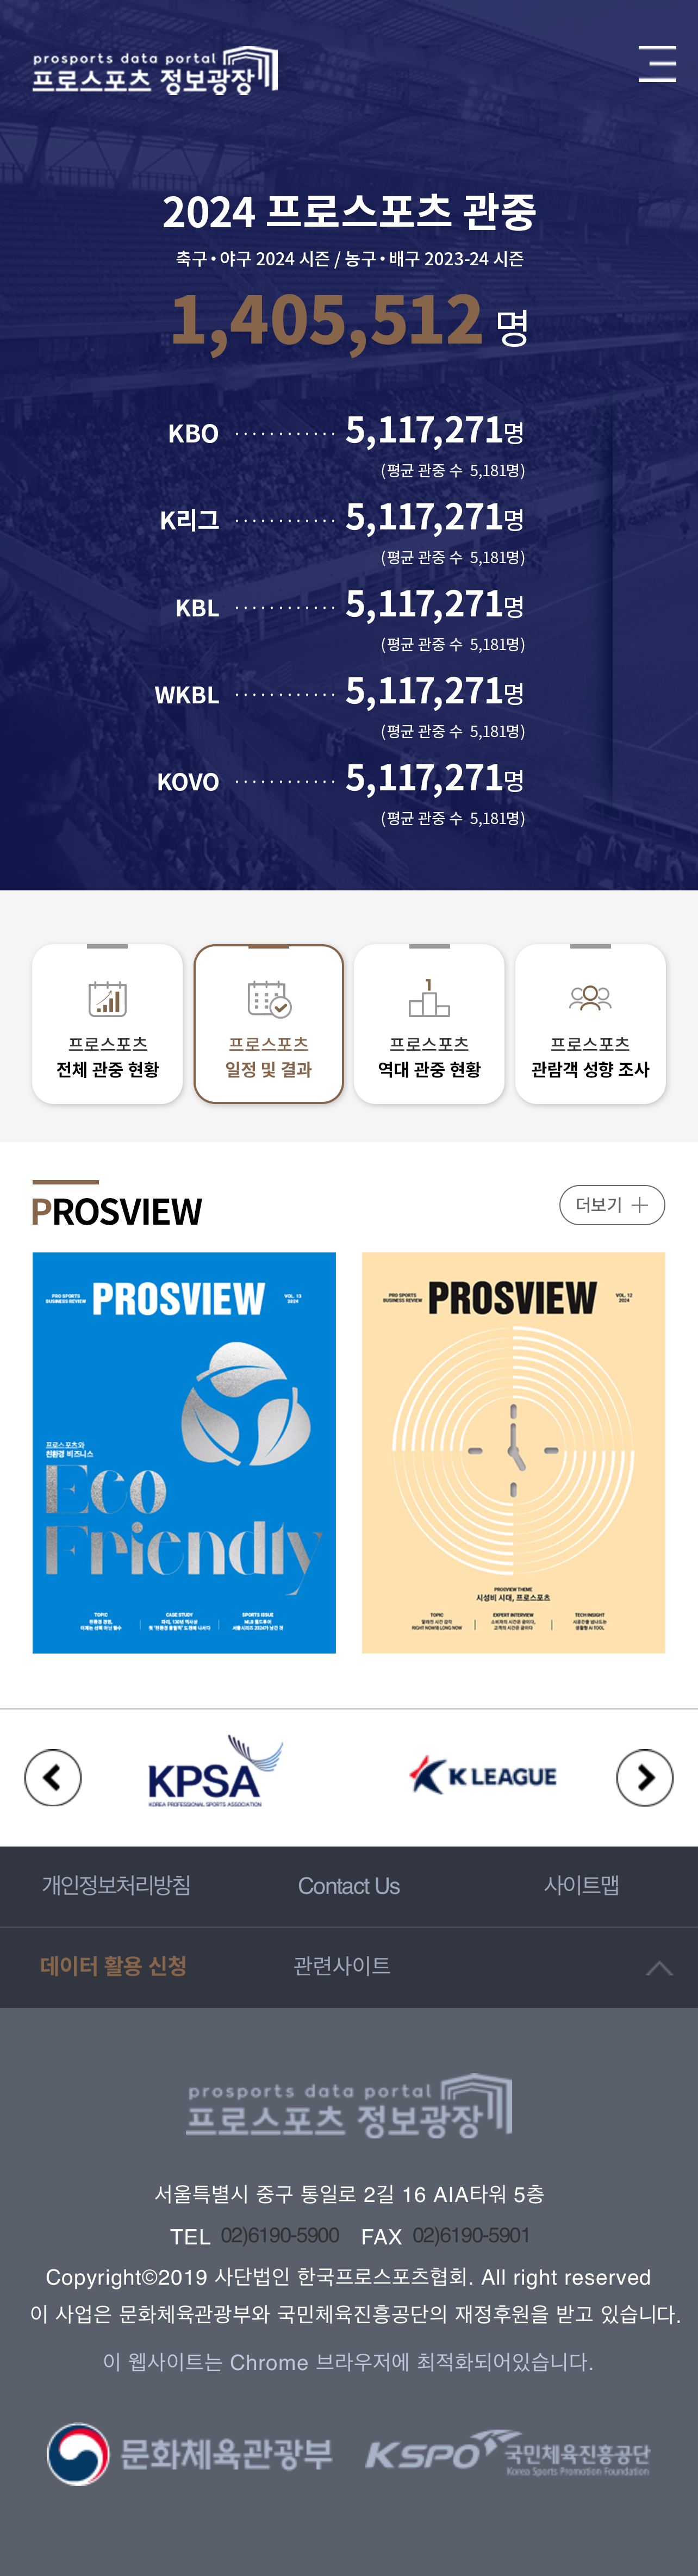 prosports data portal
프로스포츠 정보광장
2024 프로스포츠 관중
축구 • 야구 2024 시즌 / 농구 • 배구 2023-24 시즌
1,405,512 명
KBO ············ 5,117,271명
(평균 관중 수 5,181명)
K리그 ············ 5,117,271명
(평균 관중 수 5,181명)
KBL ············ 5,117,271명
(평균 관중 수 5,181명)
WKBL ············ 5,117,271명
(평균 관중 수 5,181명)
KOVO ············ 5,117,271명
(평균 관중 수 5,181명)
프로스포츠
전체 관중 현황
프로스포츠
일정 및 결과
1
프로스포츠
역대 관중 현황
프로스포츠
관람객 성향 조사
PROSVIEW
더보기
PRO SPORTS
BUSINESS REVIEW
PROSVIEW
VOL. 13
2024
프로스포츠와
친환경 비즈니스
Eco
Friendly
TOPIC
CASE STUDY
SPORTS ISSUE
PRO SPORTS
BUSINESS REVIEW
PROSVIEW
VOL. 12
2024
PROSVIEW THEME
시성비 시대, 프로스포츠
TOPIC
RIGHT NOW에 LONG NOW
EXPERT INTERVIEW
TECH INSIGHT
생활형 AI TOOL
KPSA
KOREA PROFESSIONAL SPORTS ASSOCIATION
K LEAGUE
개인정보처리방침
Contact Us
사이트맵
데이터 활용 신청
관련사이트
prosports data portal
프로스포츠 정보광장
서울특별시 중구 통일로 2길 16 AIA타워 5층
TEL 02)6190-5900 FAX 02)6190-5901
Copyright©2019 사단법인 한국프로스포츠협회. All right reserved
이 사업은 문화체육관광부와 국민체육진흥공단의 재정후원을 받고 있습니다.
이 웹사이트는 Chrome 브라우저에 최적화되어있습니다.
문화체육관광부
KSPO 국민체육진흥공단
Korea Sports Promotion Foundation